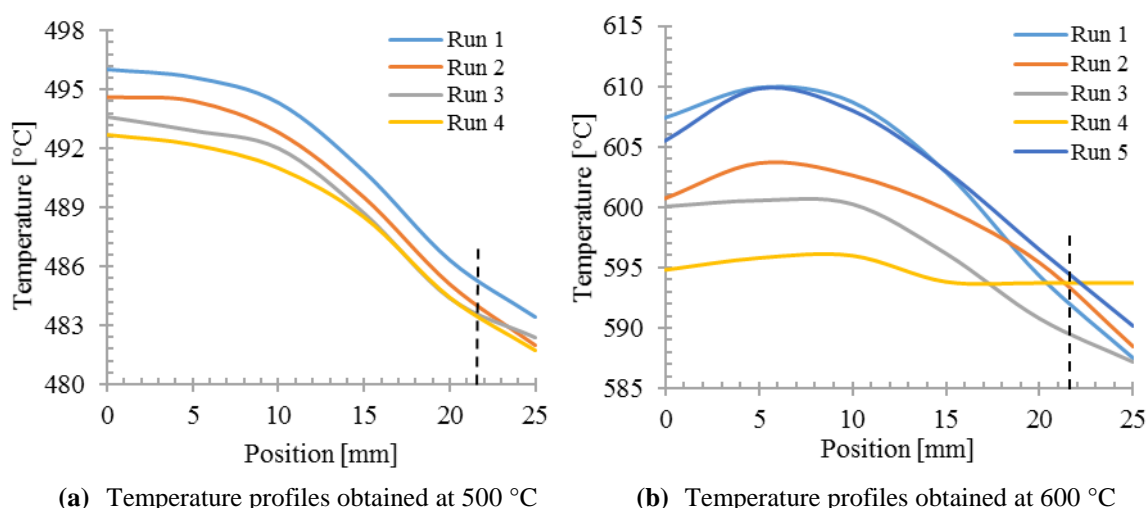 498
495
492
489
486
483
480
Temperature [°C]
0 5 10 15 20 25
Position [mm]
Run 1
Run 2
Run 3
Run 4
(a) Temperature profiles obtained at 500 °C
615
610
605
600
595
590
585
Temperature [°C]
0 5 10 15 20 25
Position [mm]
Run 1
Run 2
Run 3
Run 4
Run 5
(b) Temperature profiles obtained at 600 °C